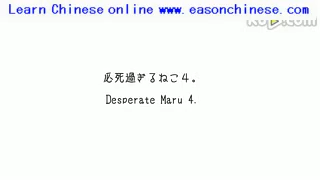 Learn Chinese online www.easonchinese.com
必死過ぎるねこ４。
Desperate Maru 4.